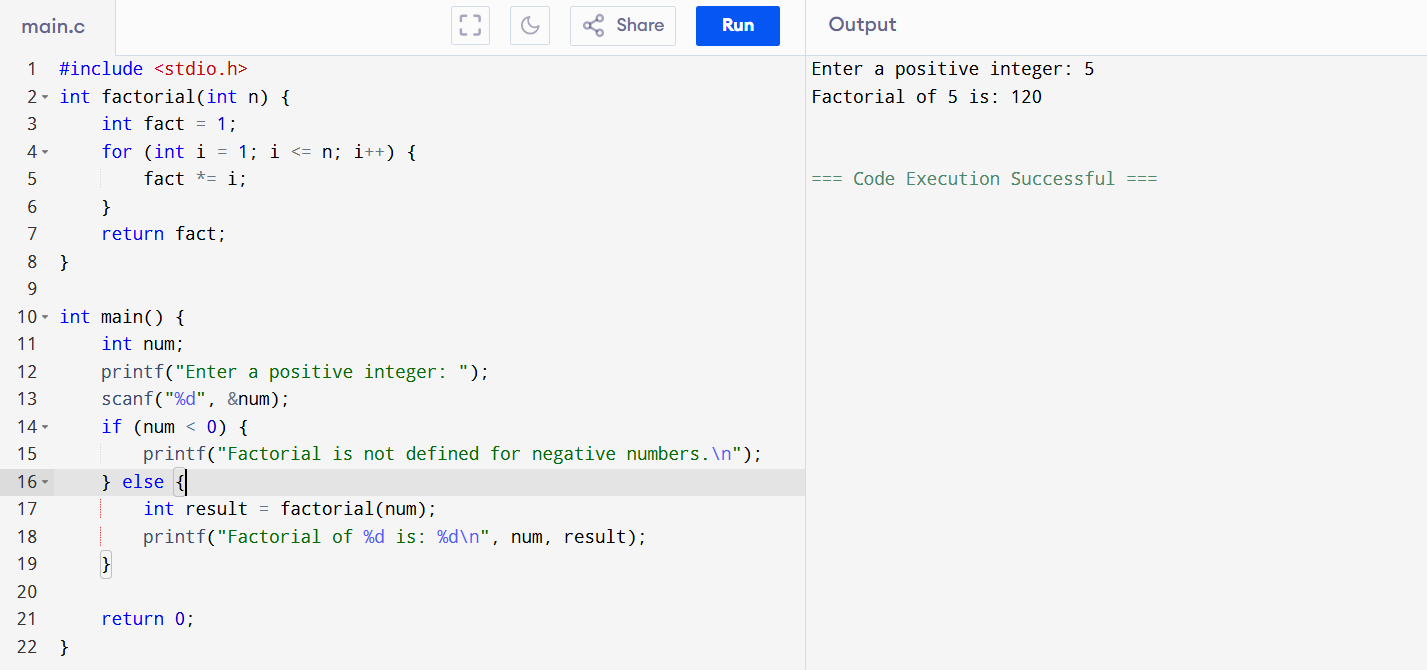 main.c
Share
Run
Output
1 #include <stdio.h>
2 int factorial(int n) {
3     int fact = 1;
4     for (int i = 1; i <= n; i++) {
5         fact *= i;
6     }
7     return fact;
8 }
9
10 int main() {
11     int num;
12     printf("Enter a positive integer: ");
13     scanf("%d", &num);
14     if (num < 0) {
15         printf("Factorial is not defined for negative numbers.\n");
16     } else {
17         int result = factorial(num);
18         printf("Factorial of %d is: %d\n", num, result);
19     }
20
21     return 0;
22 }
Enter a positive integer: 5
Factorial of 5 is: 120
=== Code Execution Successful ===